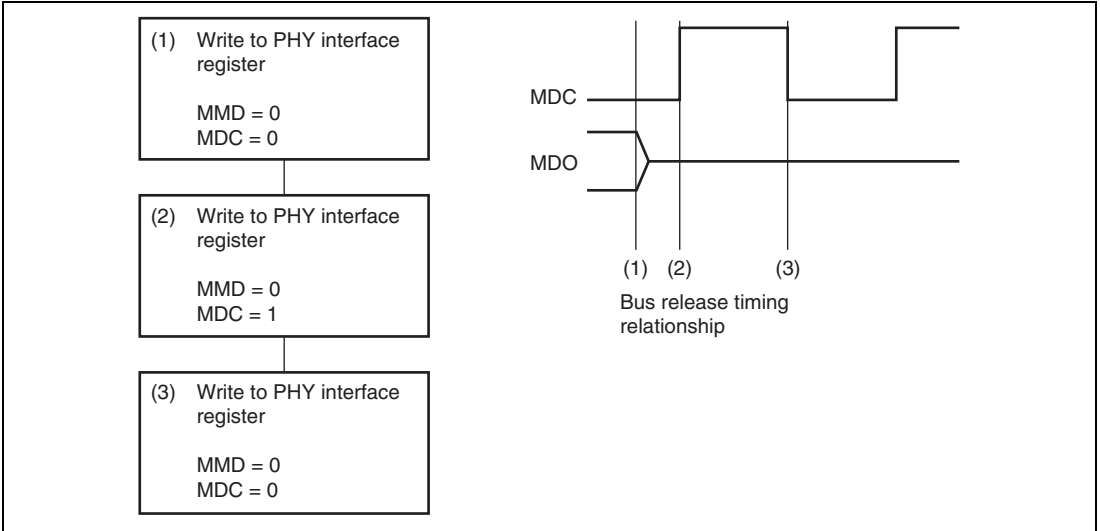 (1) Write to PHY interface
register
MMD = 0
MDC = 0
(2) Write to PHY interface
register
MMD = 0
MDC = 1
(3) Write to PHY interface
register
MMD = 0
MDC = 0
MDC
MDO
(1) (2) (3)
Bus release timing
relationship